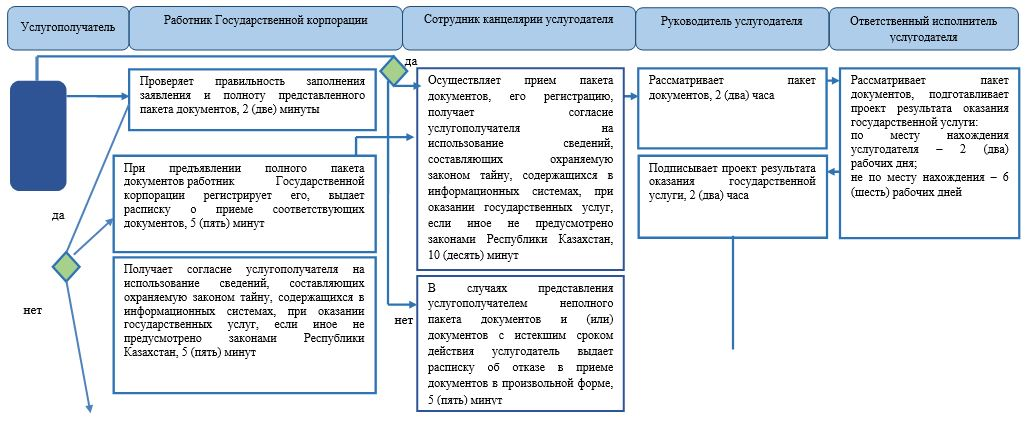 Услугополучатель
Работник Государственной корпорации
Сотрудник канцелярии услугодателя
Руководитель услугодателя
Ответственный исполнитель
услугодателя
да
Проверяет правильность заполнения
заявления и полноту представленного
пакета документов, 2 (две) минуты
При предъявлении полного пакета
документов работник Государственной
корпорации регистрирует его, выдает
расписку о приеме соответствующих
документов, 5 (пять) минут
да
Получает согласие услугополучателя на
использование сведений, составляющих
охраняемую законом тайну, содержащихся в
информационных системах, при оказании
государственных услуг, если иное не
предусмотрено законами Республики
Казахстан, 5 (пять) минут
нет
Осуществляет прием пакета
документов, его регистрацию,
получает согласие
услугополучателя на
использование сведений,
составляющих охраняемую
законом тайну, содержащихся в
информационных системах, при
оказании государственных услуг,
если иное не предусмотрено
законами Республики Казахстан,
10 (десять) минут
нет
В случаях представления
услугополучателем неполного
пакета документов и (или)
документов с истекшим сроком
действия услугодатель выдает
расписку об отказе в приеме
документов в произвольной форме,
5 (пять) минут
Рассматривает пакет
документов, 2 (два) часа
Подписывает проект результата
оказания государственной
услуги, 2 (два) часа
Рассматривает пакет
документов, подготавливает
проект результата оказания
государственной услуги:
по месту нахождения
услугодателя – 2 (два)
рабочих дня;
не по месту нахождения – 6
(шесть) рабочих дней